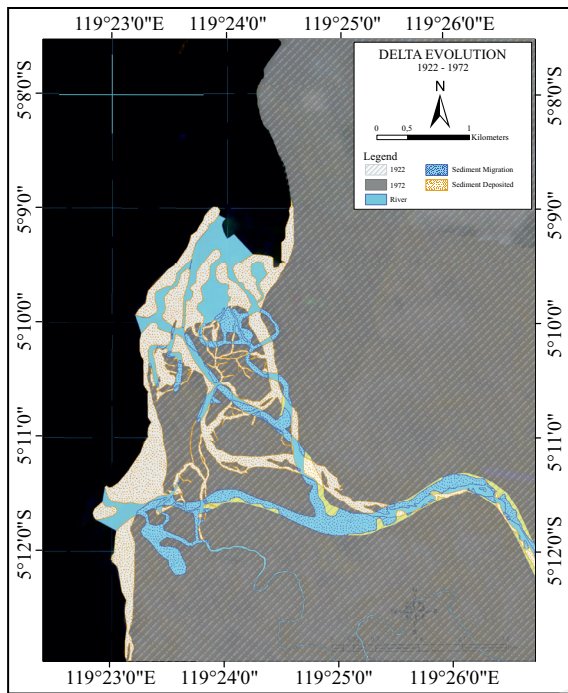 119°23'0"E 119°24'0"E 119°25'0"E 119°26'0"E
DELTA EVOLUTION
1922 - 1972
N
0 0,5 1
Kilometers
Legend
1922
1972
River
Sediment Migration
Sediment Deposited
5°8'0"S 5°8'0"S
5°9'0"S 5°9'0"S
5°10'0"S 5°10'0"S
5°11'0"S 5°11'0"S
5°12'0"S 5°12'0"S
119°23'0"E 119°24'0"E 119°25'0"E 119°26'0"E